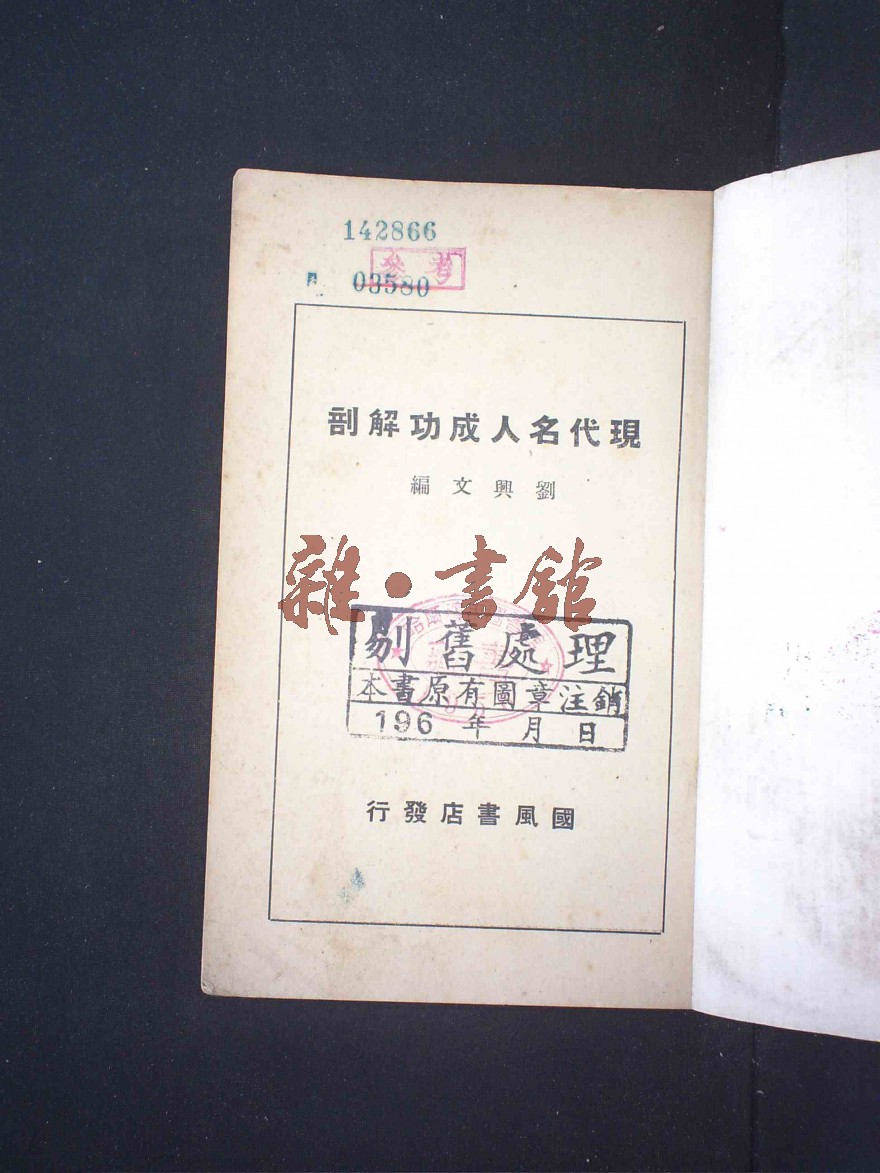 142866
參考
03580
現代名人成功解剖
劉興文編
雜·書館
剔舊處理
本書原有圖章注銷
196 年 月 日
國風書店發行